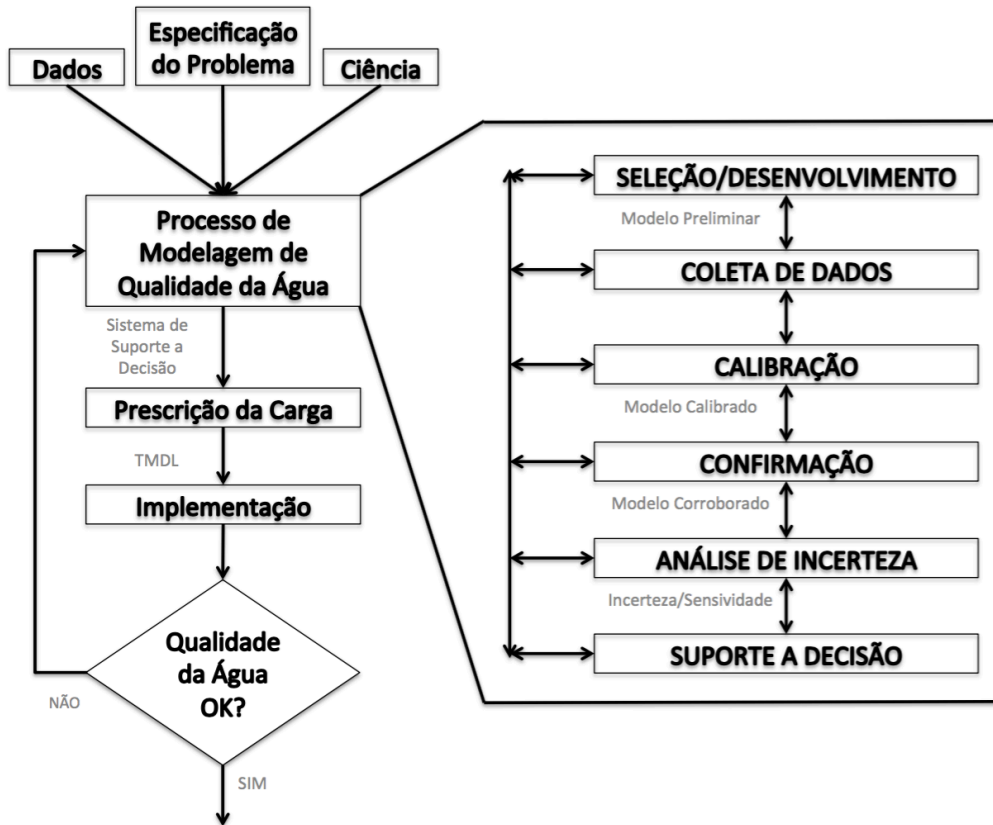 Especificação
do Problema
Dados
Ciência
Processo de
Modelagem de
Qualidade da Água
Sistema de
Suporte a
Decisão
Prescrição da Carga
TMDL
Implementação
Qualidade
da Água
OK?
NÃO
SIM
SELEÇÃO/DESENVOLVIMENTO
Modelo Preliminar
COLETA DE DADOS
CALIBRAÇÃO
Modelo Calibrado
CONFIRMAÇÃO
Modelo Corroborado
ANÁLISE DE INCERTEZA
Incerteza/Sensividade
SUPORTE A DECISÃO